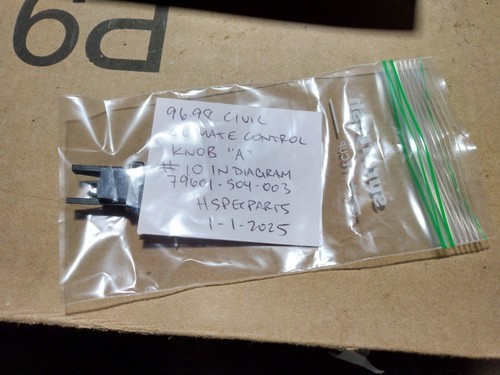 9698 CIVIC
CLIMATE CONTROL
KNOB "A"
# 10 IN DIAGRAM
79601-S04-003
HSPECPARTS
1-1-2025